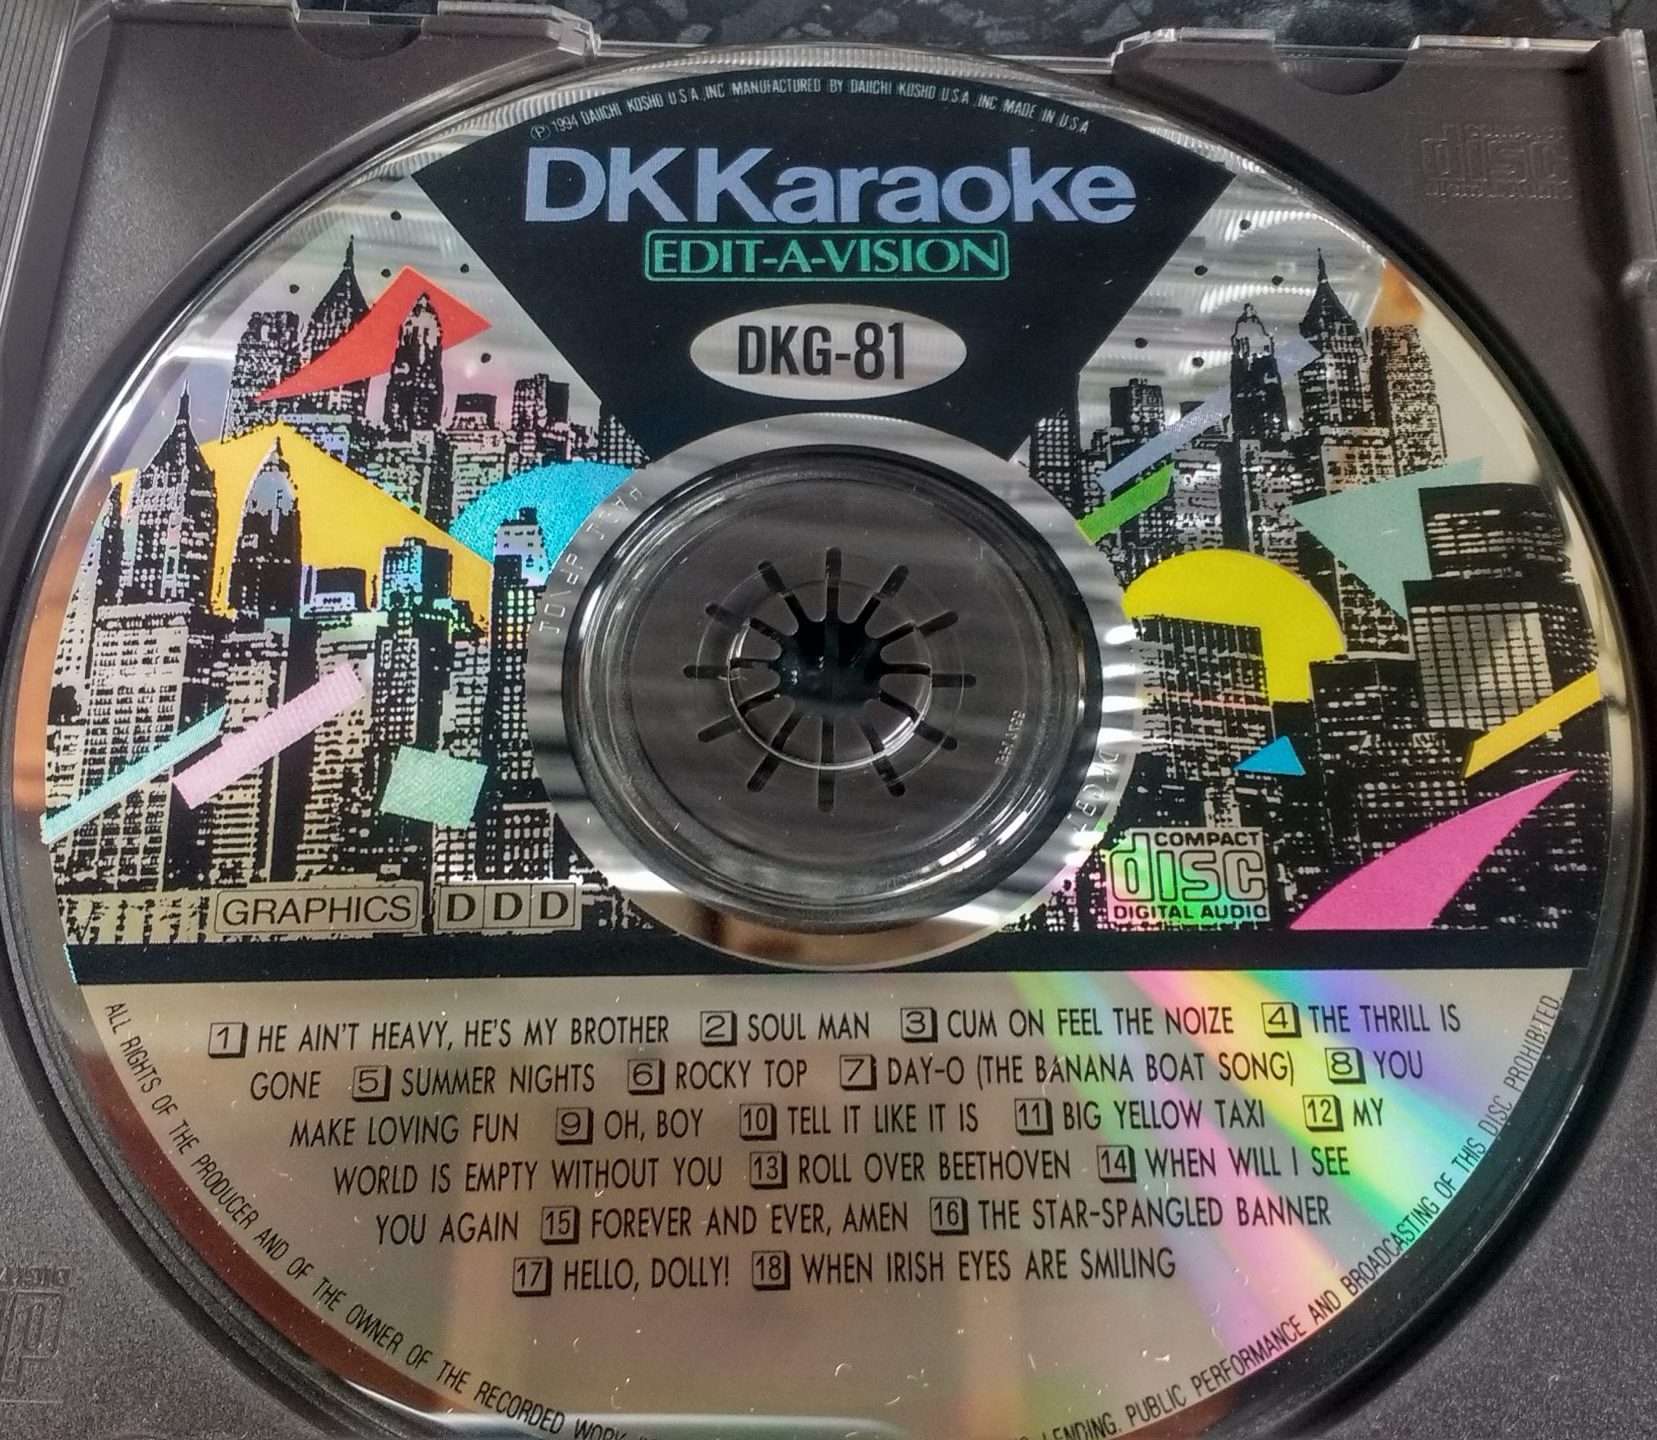 ℗ 1994 DAIICHI KOSHO U.S.A., INC MANUFACTURED BY DAIICHI KOSHO U.S.A., INC MADE IN U.S.A
DKKaraoke
EDIT-A-VISION
DKG-81
disc
GRAPHICS DDD
COMPACT
disc
DIGITAL AUDIO
1 HE AIN'T HEAVY, HE'S MY BROTHER 2 SOUL MAN 3 CUM ON FEEL THE NOIZE 4 THE THRILL IS
GONE 5 SUMMER NIGHTS 6 ROCKY TOP 7 DAY-O (THE BANANA BOAT SONG) 8 YOU
MAKE LOVING FUN 9 OH, BOY 10 TELL IT LIKE IT IS 11 BIG YELLOW TAXI 12 MY
WORLD IS EMPTY WITHOUT YOU 13 ROLL OVER BEETHOVEN 14 WHEN WILL I SEE
YOU AGAIN 15 FOREVER AND EVER, AMEN 16 THE STAR-SPANGLED BANNER
17 HELLO, DOLLY! 18 WHEN IRISH EYES ARE SMILING
ALL RIGHTS OF THE PRODUCER AND OF THE OWNER OF THE RECORDED WORK LENDING. PUBLIC PERFORMANCE AND BROADCASTING OF THIS DISC PROHIBITED.